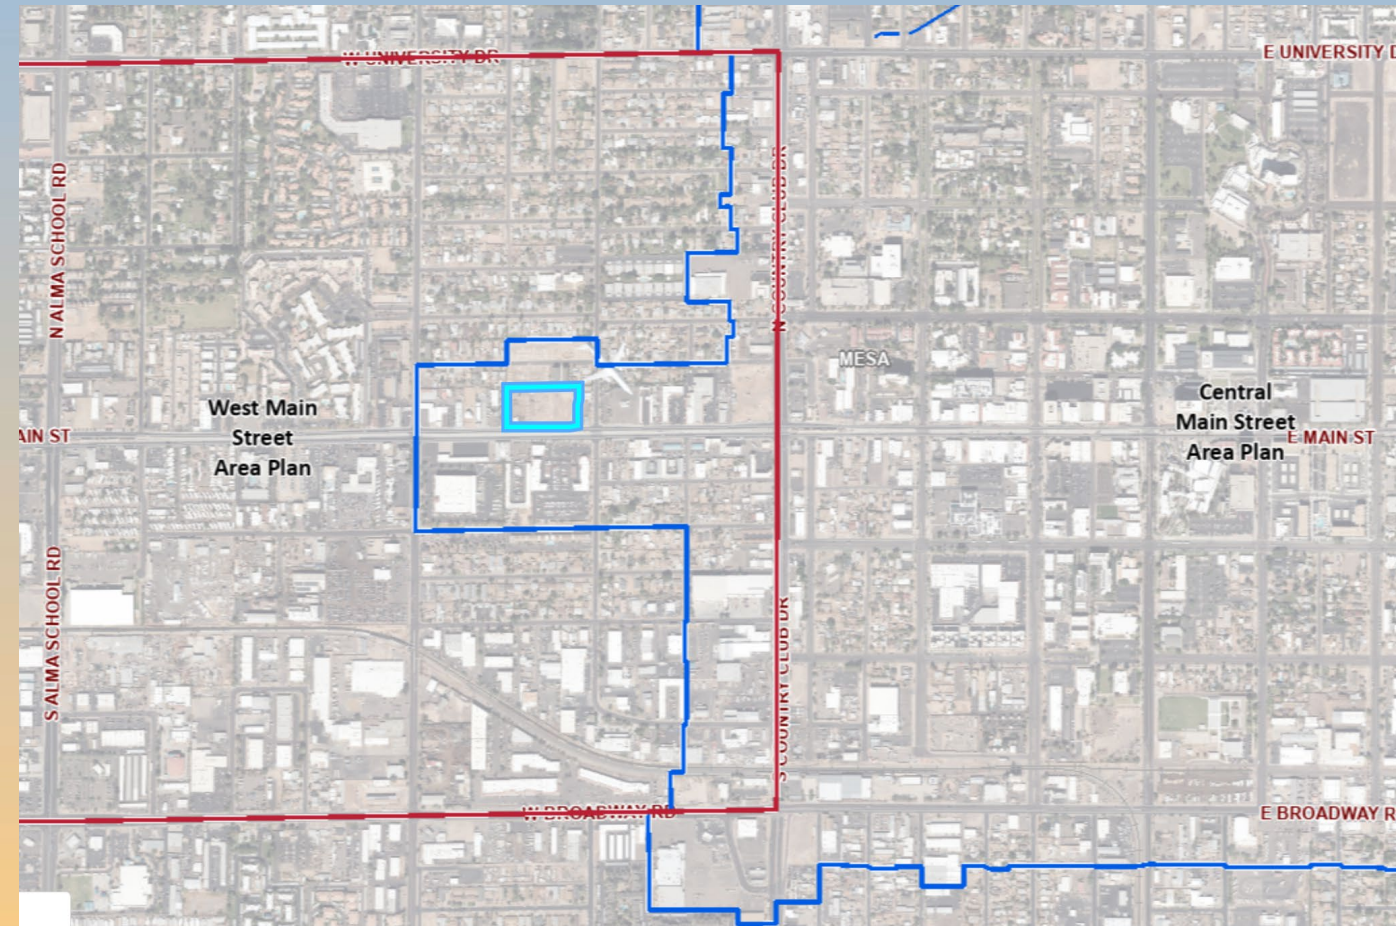 W UNIVERSITY DR
E UNIVERSITY D
N ALMA SCHOOL RD
N COUNTRY CLUB DR
MESA
West Main
Street
Area Plan
Central
Main Street
Area Plan
AIN ST
E MAIN ST
S ALMA SCHOOL RD
S COUNTRY CLUB DR
W BROADWAY RD
E BROADWAY R